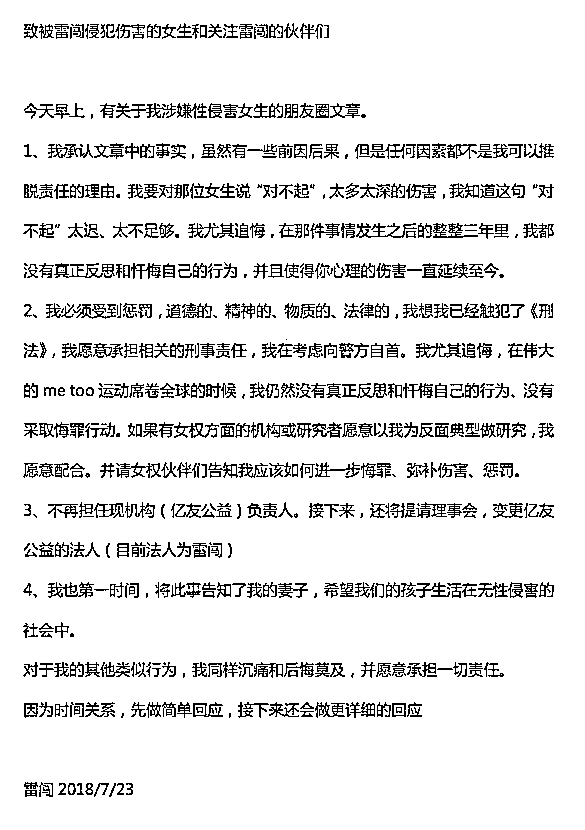 致被雷闯侵犯伤害的女生和关注雷闯的伙伴们
今天早上，有关于我涉嫌性侵害女生的朋友圈文章。
1、我承认文章中的事实，虽然有一些前因后果，但是任何因素都不是我可以推
脱责任的理由。我要对那位女生说“对不起”，太多太深的伤害，我知道这句“对
不起”太迟、太不足够。我尤其追悔，在那件事情发生之后的整整三年里，我都
没有真正反思和忏悔自己的行为，并且使得你心理的伤害一直延续至今。
2、我必须受到惩罚，道德的、精神的、物质的、法律的，我想我已经触犯了《刑
法》，我愿意承担相关的刑事责任，我在考虑向警方自首。我尤其追悔，在伟大
的 me too 运动席卷全球的时候，我仍然没有真正反思和忏悔自己的行为、没有
采取悔罪行动。如果有女权方面的机构或研究者愿意以我为反面典型做研究，我
愿意配合。并请女权伙伴们告知我应该如何进一步悔罪、弥补伤害、惩罚。
3、不再担任现机构（亿友公益）负责人。接下来，还将提请理事会，变更亿友
公益的法人（目前法人为雷闯）
4、我也第一时间，将此事告知了我的妻子，希望我们的孩子生活在无性侵害的
社会中。
对于我的其他类似行为，我同样沉痛和后悔莫及，并愿意承担一切责任。
因为时间关系，先做简单回应，接下来还会做更详细的回应
雷闯 2018/7/23